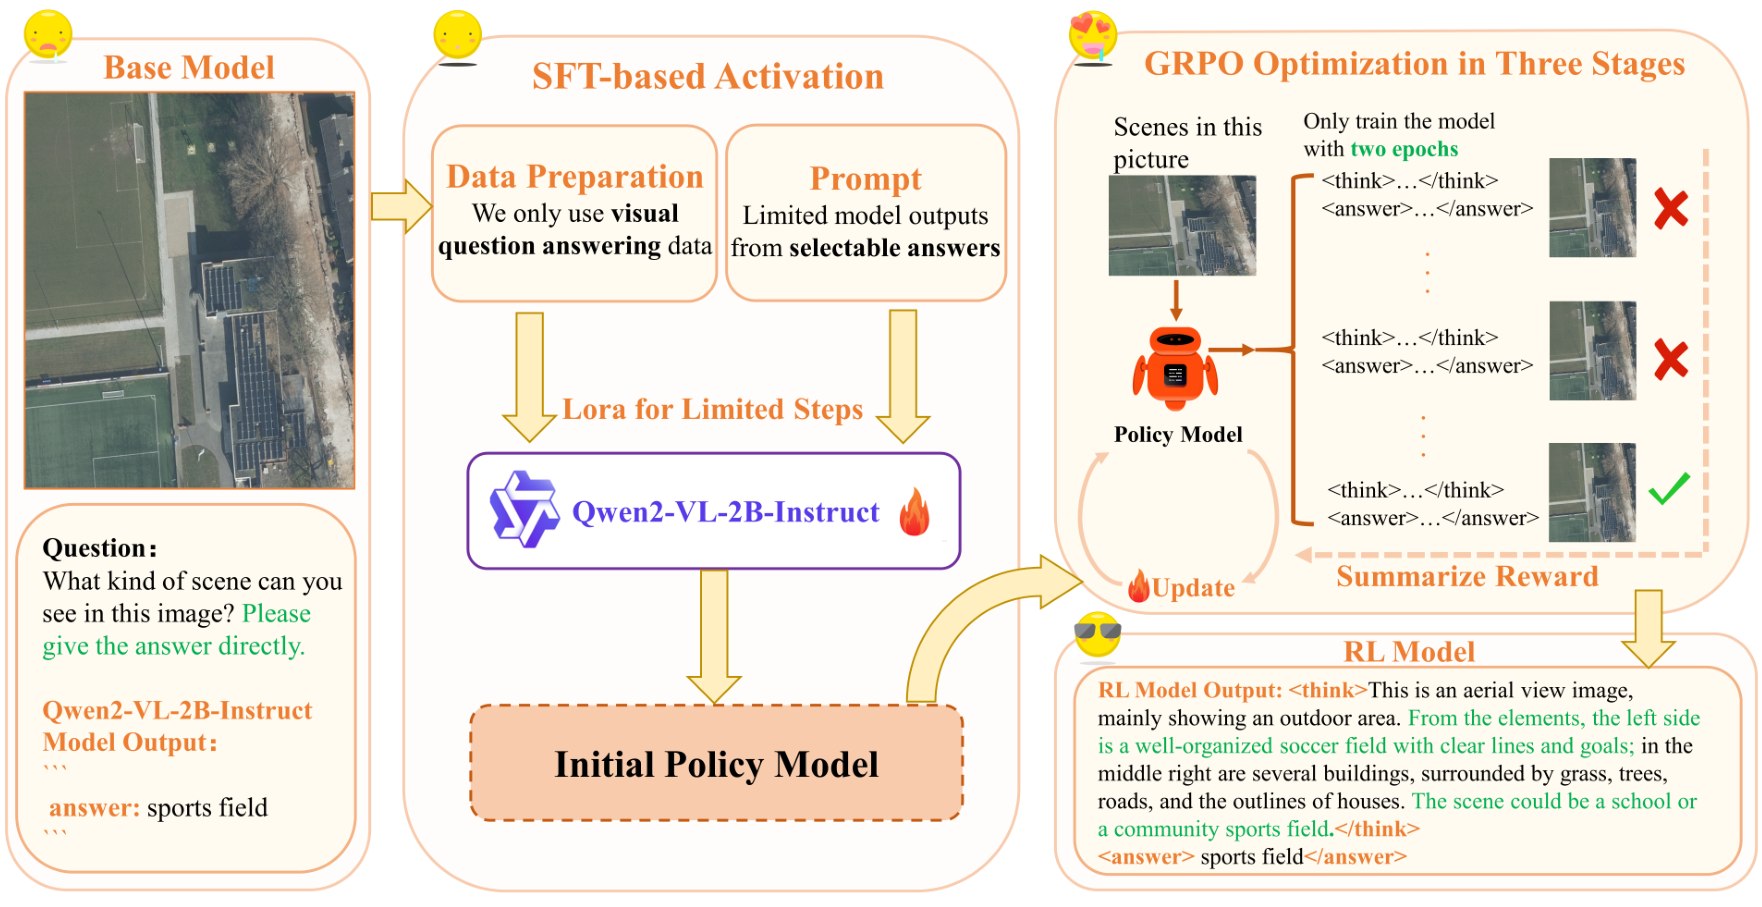 Base Model
Question:
What kind of scene can you
see in this image? Please
give the answer directly.
Qwen2-VL-2B-Instruct
Model Output:
```
answer: sports field
```
SFT-based Activation
Data Preparation
We only use visual
question answering data
Prompt
Limited model outputs
from selectable answers
Lora for Limited Steps
Qwen2-VL-2B-Instruct
Initial Policy Model
GRPO Optimization in Three Stages
Scenes in this
picture
Policy Model
Update
Only train the model
with two epochs
<think>...</think>
<answer>...</answer>
<think>...</think>
<answer>...</answer>
<think>...</think>
<answer>...</answer>
Summarize Reward
RL Model
RL Model Output: <think>This is an aerial view image,
mainly showing an outdoor area. From the elements, the left side
is a well-organized soccer field with clear lines and goals; in the
middle right are several buildings, surrounded by grass, trees,
roads, and the outlines of houses. The scene could be a school or
a community sports field.</think>
<answer> sports field</answer>